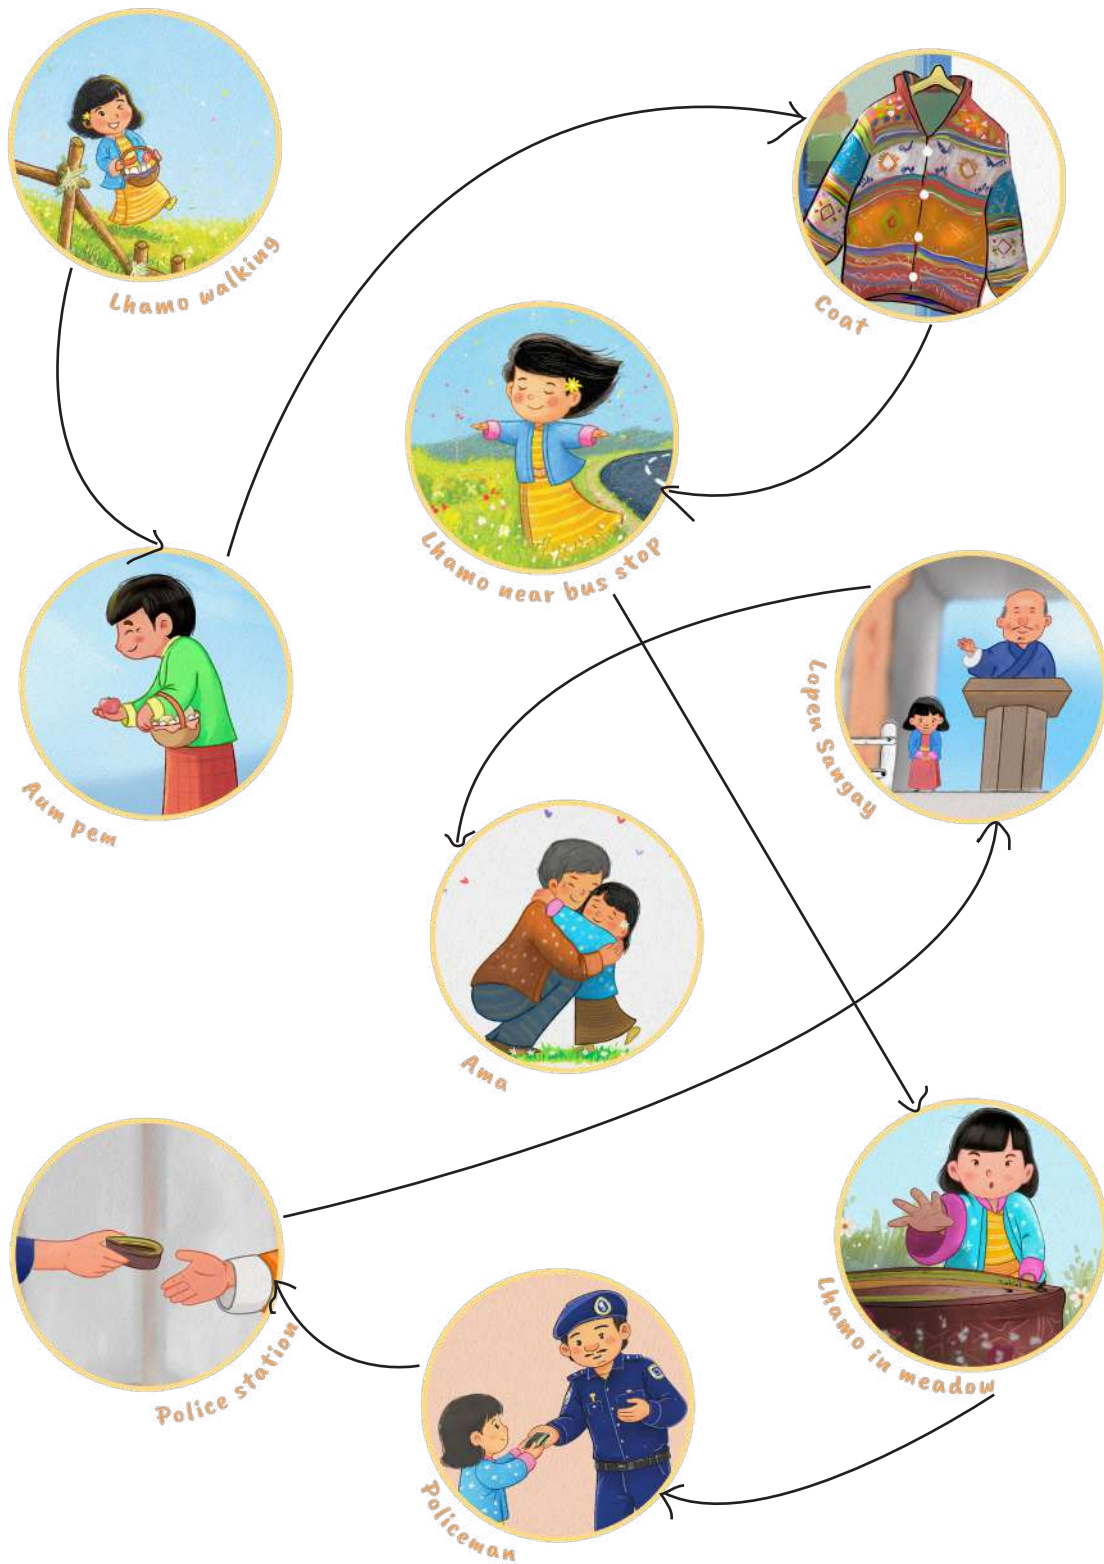 Lhamo walking
Coat
Lhamo near bus stop
Aum pem
Lopen Sangay
Ama
Police station
Lhamo in meadow
Policeman